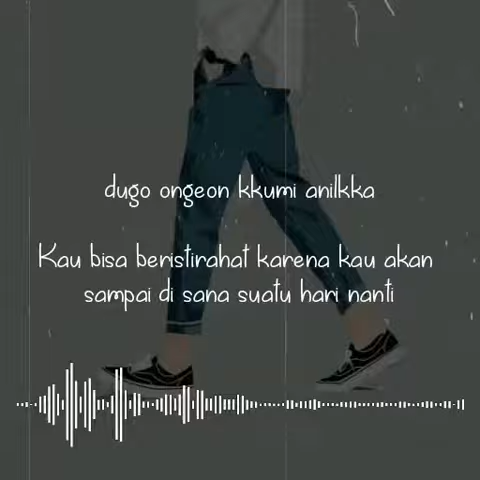 dugo ongeon kkumi anilkka
Kau bisa beristirahat karena kau akan
sampai di sana suatu hari nanti